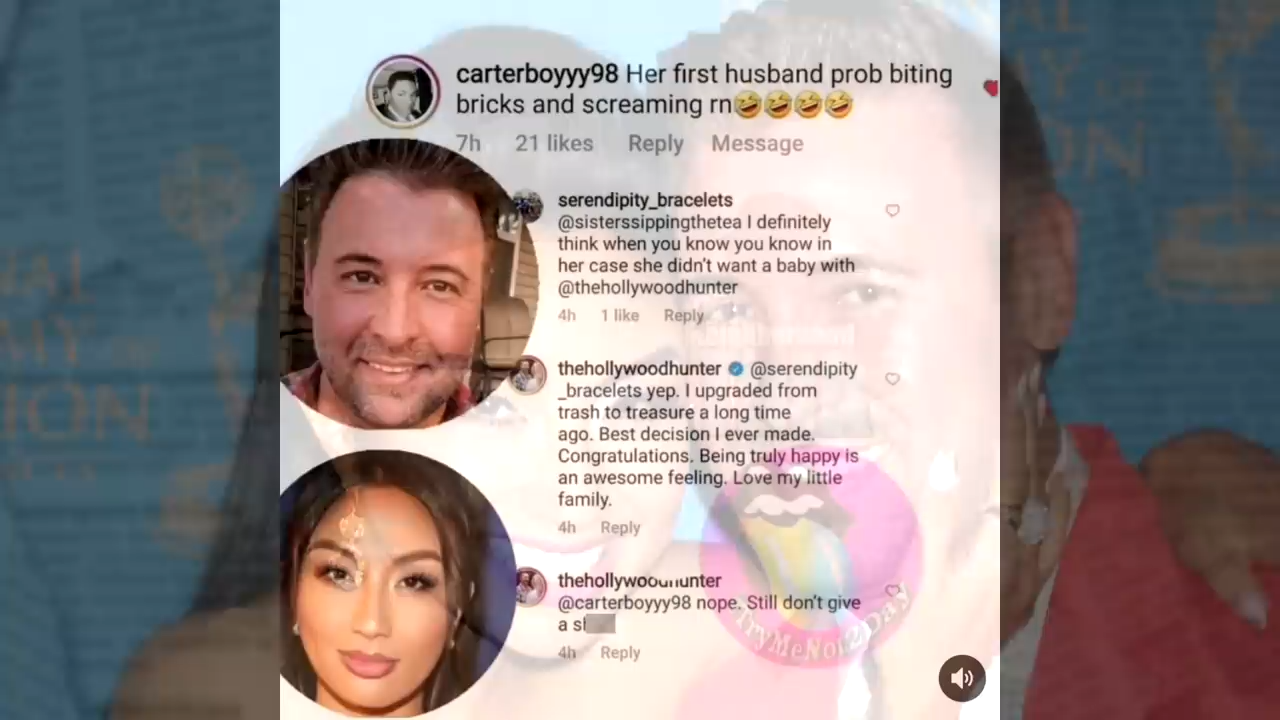 carterboyyy98 Her first husband prob biting
bricks and screaming rn🤣🤣🤣🤣
7h 21 likes Reply Message
serendipity_bracelets
@sisterssippingthetea I definitely
think when you know you know in
her case she didn't want a baby with
@thehollywoodhunter
4h 1 like Reply
thehollywoodhunter @serendipity
_bracelets yep. I upgraded from
trash to treasure a long time
ago. Best decision I ever made.
Congratulations. Being truly happy is
an awesome feeling. Love my little
family.
4h Reply
thehollywoodhunter
@carterboyyy98 nope. Still don't give
a
4h Reply
TryMeNot2Day